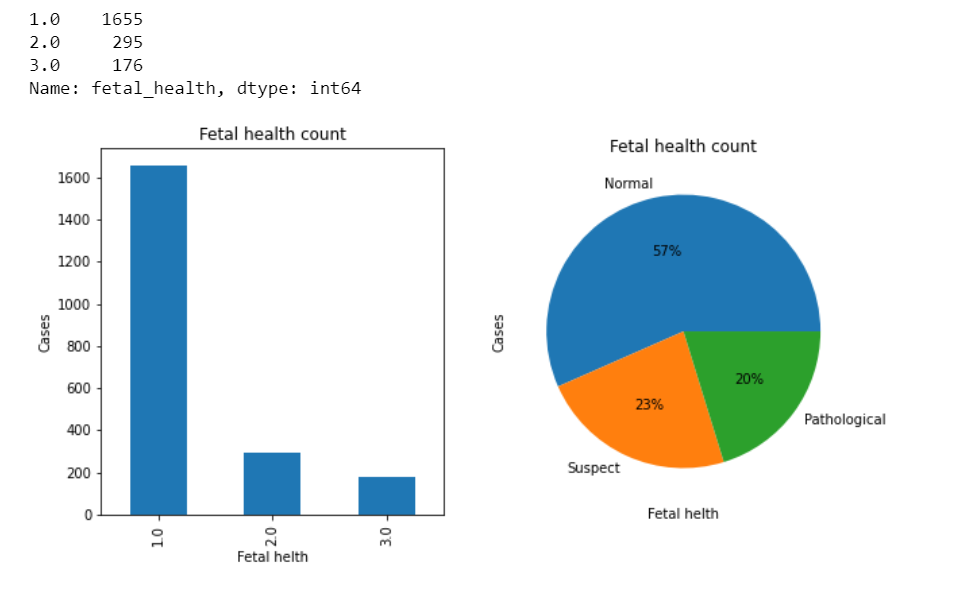 1.0    1655
2.0     295
3.0     176
Name: fetal_health, dtype: int64
Fetal health count
Cases
1600
1400
1200
1000
800
600
400
200
0
1.0
2.0
3.0
Fetal helth
Fetal health count
Cases
Normal
57%
20%
23%
Pathological
Suspect
Fetal helth